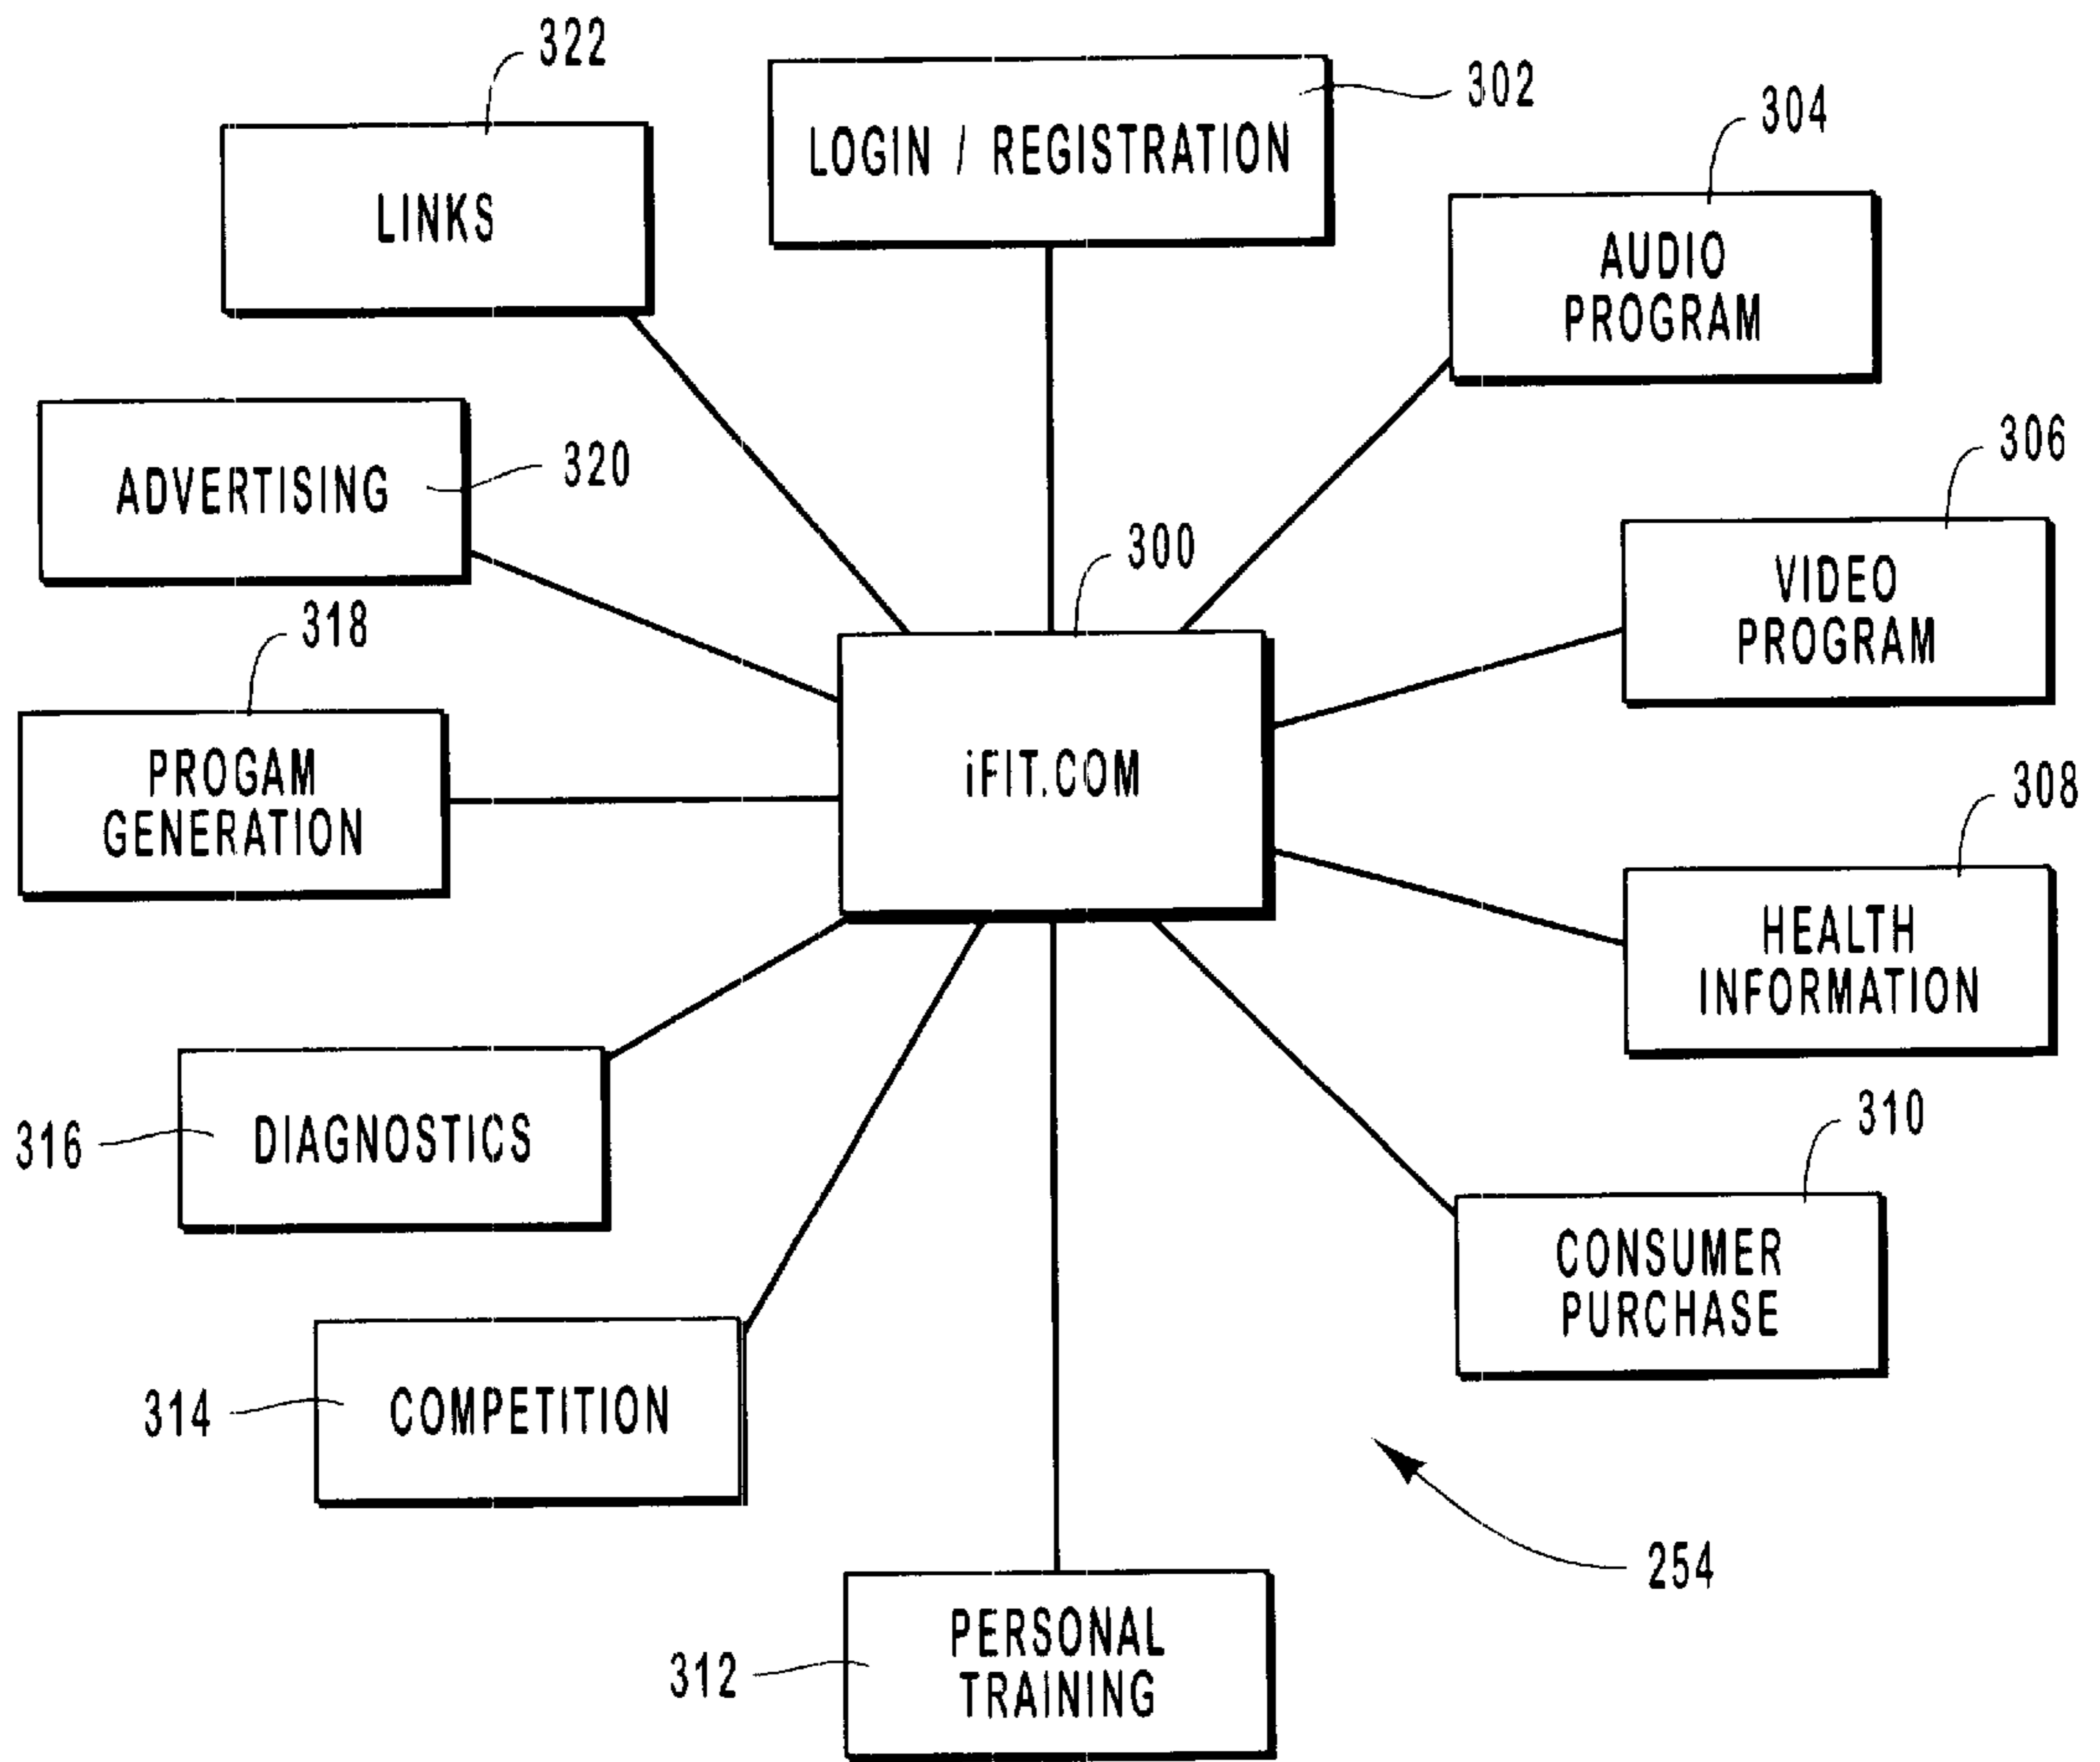 322
302
LOGIN / REGISTRATION
304
LINKS
AUDIO
PROGRAM
306
ADVERTISING
320
300
VIDEO
PROGRAM
318
PROGAM
GENERATION
iFIT.COM
308
HEALTH
INFORMATION
316
DIAGNOSTICS
310
CONSUMER
PURCHASE
314
COMPETITION
254
312
PERSONAL
TRAINING